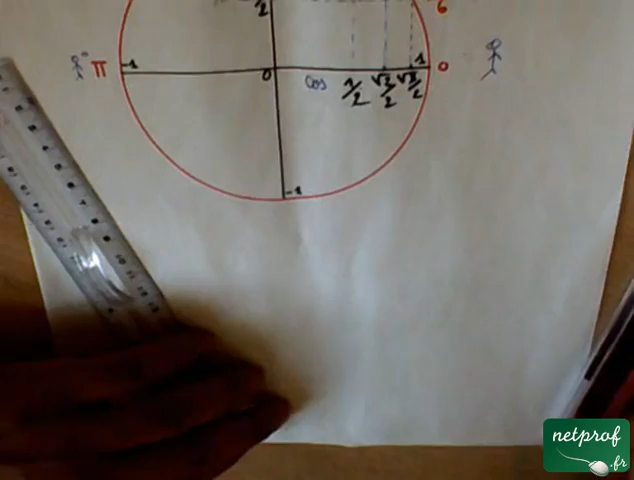 2
6
π -1 0 cos 1 0
1/2 √2/2 √3/2
-1
netprof
.fr